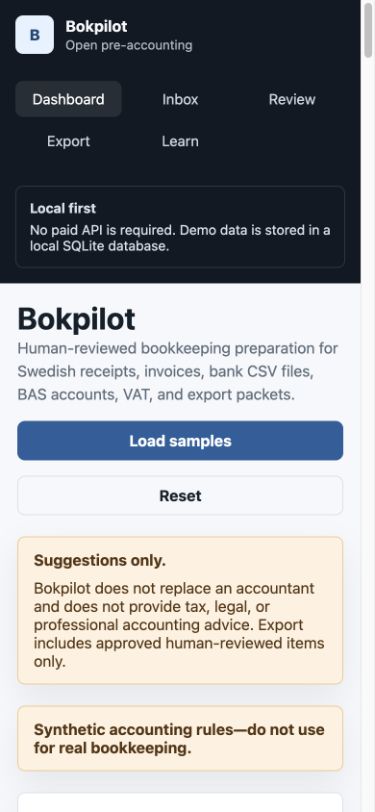 B
Bokpilot
Open pre-accounting
Dashboard
Inbox
Review
Export
Learn
Local first
No paid API is required. Demo data is stored in a
local SQLite database.
Bokpilot
Human-reviewed bookkeeping preparation for
Swedish receipts, invoices, bank CSV files,
BAS accounts, VAT, and export packets.
Load samples
Reset
Suggestions only.
Bokpilot does not replace an accountant
and does not provide tax, legal, or
professional accounting advice. Export
includes approved human-reviewed items
only.
Synthetic accounting rules—do not use
for real bookkeeping.